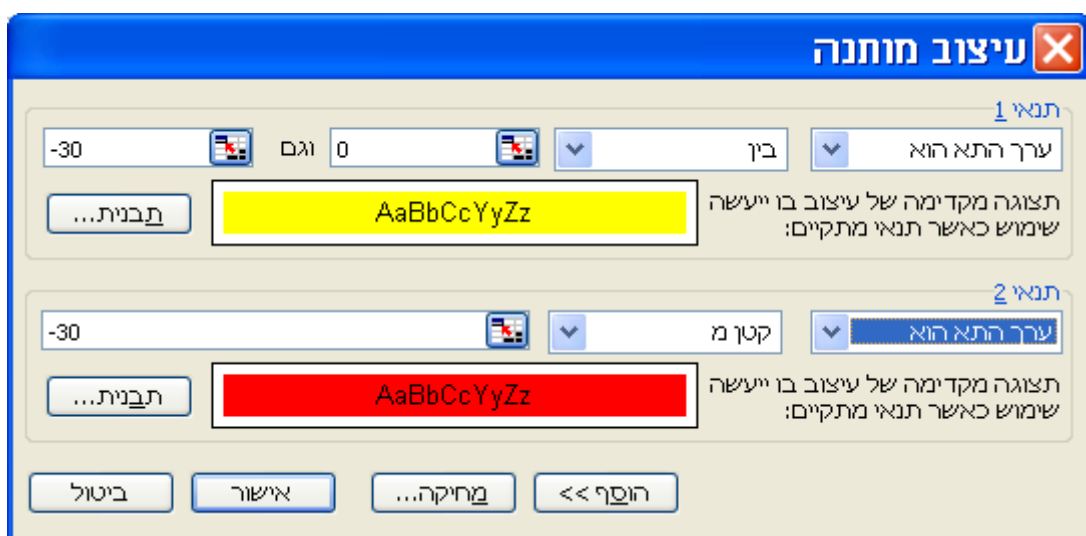 עיצוב מותנה
תנאי 1
ערך התא הוא בין 0 וגם -30
תצוגה מקדימה של עיצוב בו ייעשה
שימוש כאשר תנאי מתקיים:
AaBbCcYyZz
תבנית...
תנאי 2
ערך התא הוא קטן מ -30
תצוגה מקדימה של עיצוב בו ייעשה
שימוש כאשר תנאי מתקיים:
AaBbCcYyZz
תבנית...
הוסף >> מחיקה... אישור ביטול